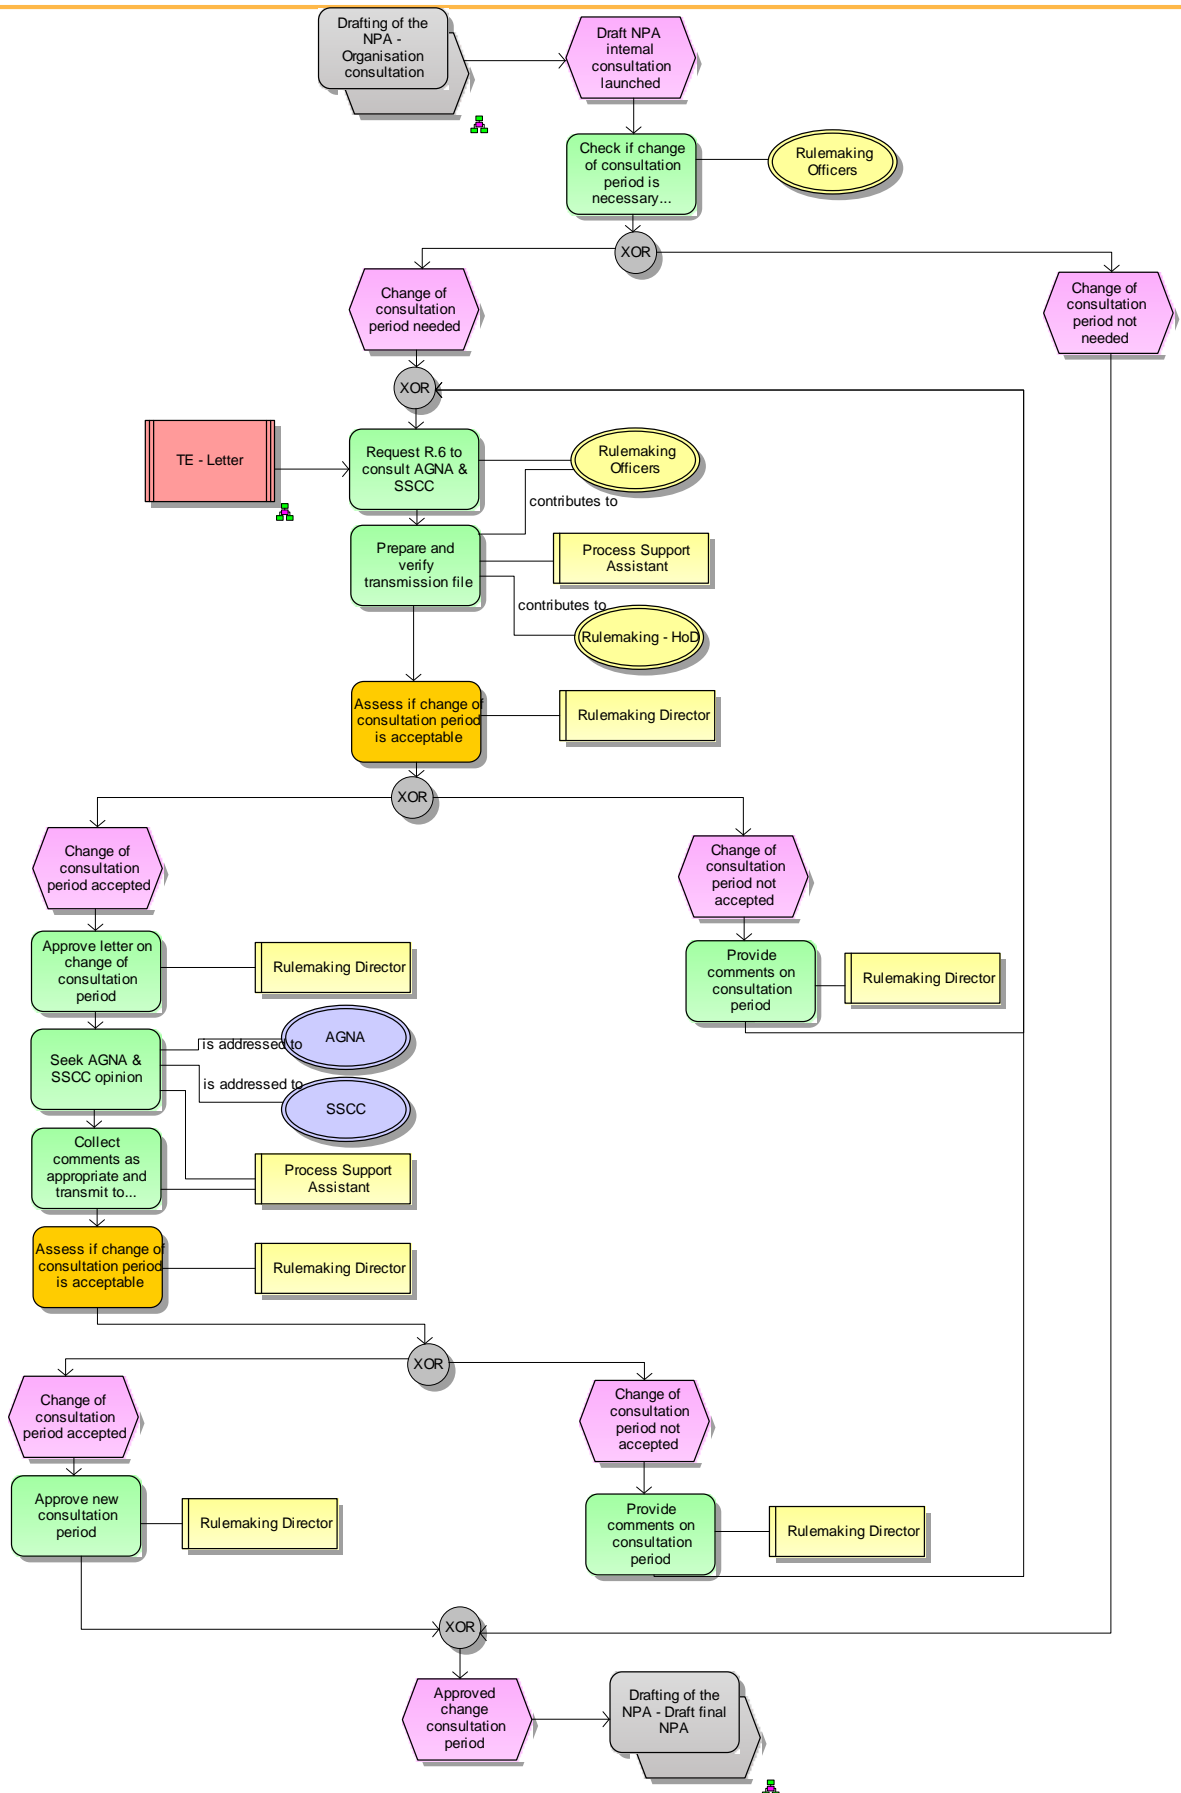 Drafting of the
NPA -
Organisation
consultation
Draft NPA
internal
consultation
launched
Check if change
of consultation
period is
necessary...
Rulemaking
Officers
XOR
Change of
consultation
period needed
Change of
consultation
period not
needed
XOR
TE - Letter
Request R.6 to
consult AGNA &
SSCC
Rulemaking
Officers
contributes to
Prepare and
verify
transmission file
Process Support
Assistant
contributes to
Rulemaking - HoD
Assess if change of
consultation period
is acceptable
Rulemaking Director
XOR
Change of
consultation
period accepted
Change of
consultation
period not
accepted
Approve letter on
change of
consultation
period
Rulemaking Director
Provide
comments on
consultation
period
Rulemaking Director
Seek AGNA &
SSCC opinion
is addressed to
AGNA
is addressed to
SSCC
Collect
comments as
appropriate and
transmit to...
Process Support
Assistant
Assess if change of
consultation period
is acceptable
Rulemaking Director
XOR
Change of
consultation
period accepted
Change of
consultation
period not
accepted
Approve new
consultation
period
Rulemaking Director
Provide
comments on
consultation
period
Rulemaking Director
XOR
Approved
change
consultation
period
Drafting of the
NPA - Draft final
NPA